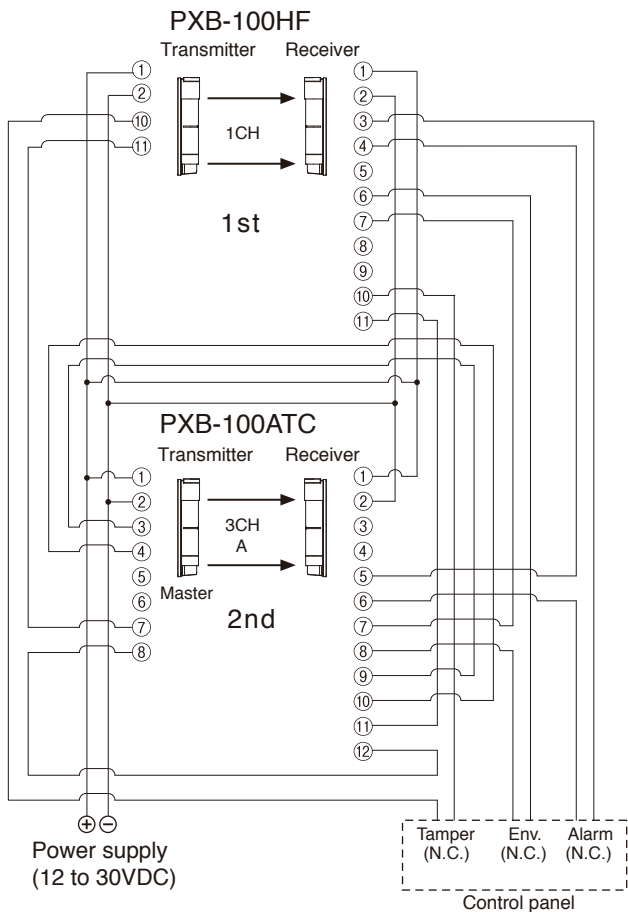 PXB-100HF
Transmitter Receiver
① ①
② ②
⑩ ③
⑪ 1CH ④
⑤
1st ⑥
⑦
⑧
⑨
⑩
⑪
PXB-100ATC
Transmitter Receiver
① ①
② ②
③ 3CH ③
④ A ④
⑤ ⑤
⑥ Master ⑥
⑦ 2nd ⑦
⑧ ⑧
⑨
⑩
⑪
⑫
⊕ ⊖
Power supply
(12 to 30VDC)
Tamper Env. Alarm
(N.C.) (N.C.) (N.C.)
Control panel